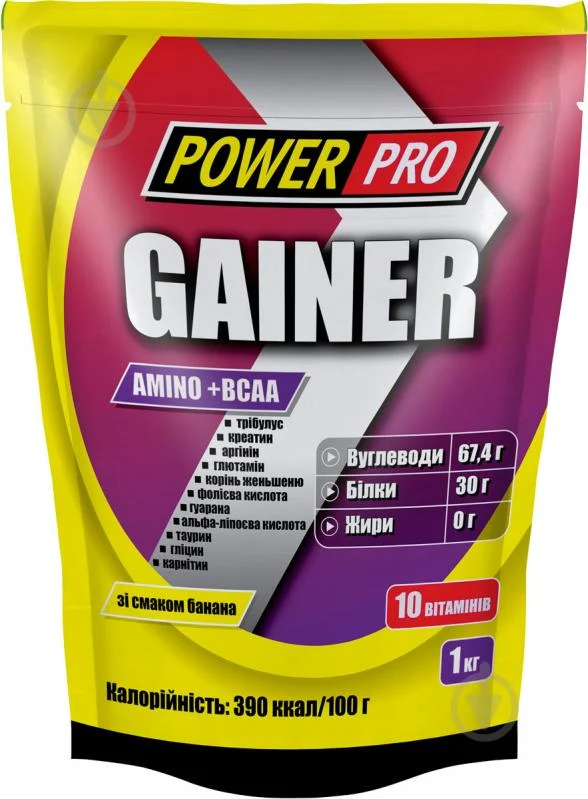 POWER PRO
GAINER
AMINO +BCAA
трібулус
креатин
аргінін
глютамін
корінь женьшеню
фолієва кислота
гуарана
альфа-ліпоєва кислота
таурин
гліцин
карнітин
Вуглеводи 67,4 г
Білки 30 г
Жири 0 г
зі смаком банана
10 ВІТАМІНІВ
1 кг
Калорійність: 390 ккал/100 г